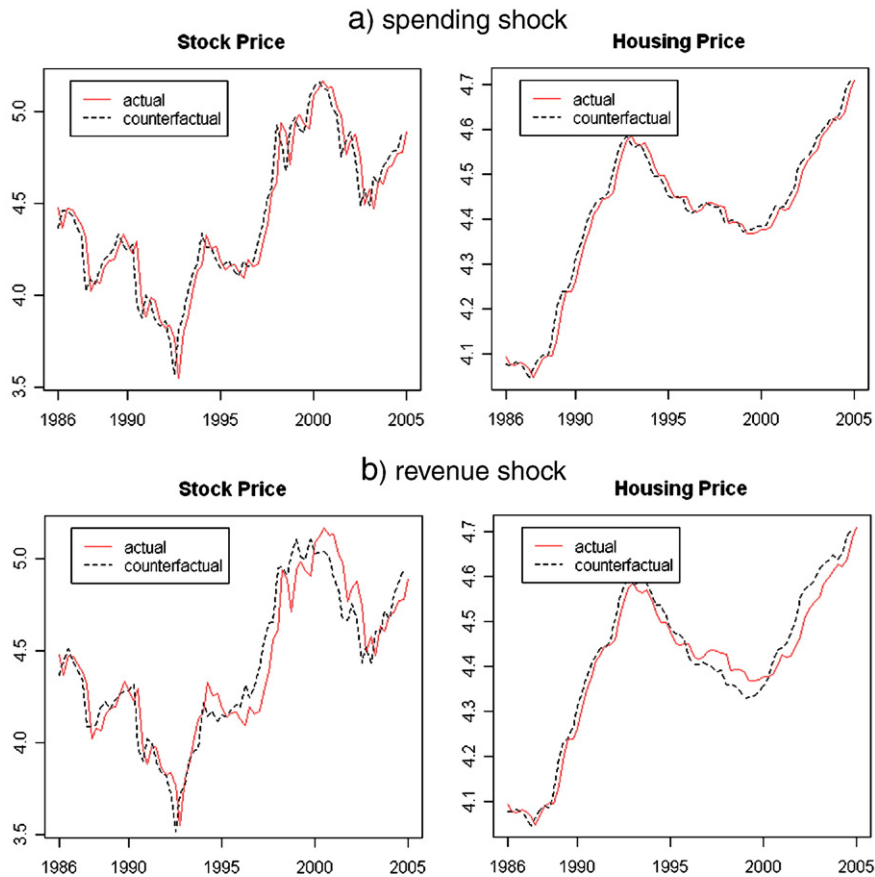 a) spending shock
Stock Price
actual
counterfactual
5.0
4.5
4.0
3.5
1986 1990 1995 2000 2005
Housing Price
actual
counterfactual
4.7
4.6
4.5
4.4
4.3
4.2
4.1
1986 1990 1995 2000 2005
b) revenue shock
Stock Price
actual
counterfactual
5.0
4.5
4.0
3.5
1986 1990 1995 2000 2005
Housing Price
actual
counterfactual
4.7
4.6
4.5
4.4
4.3
4.2
4.1
1986 1990 1995 2000 2005